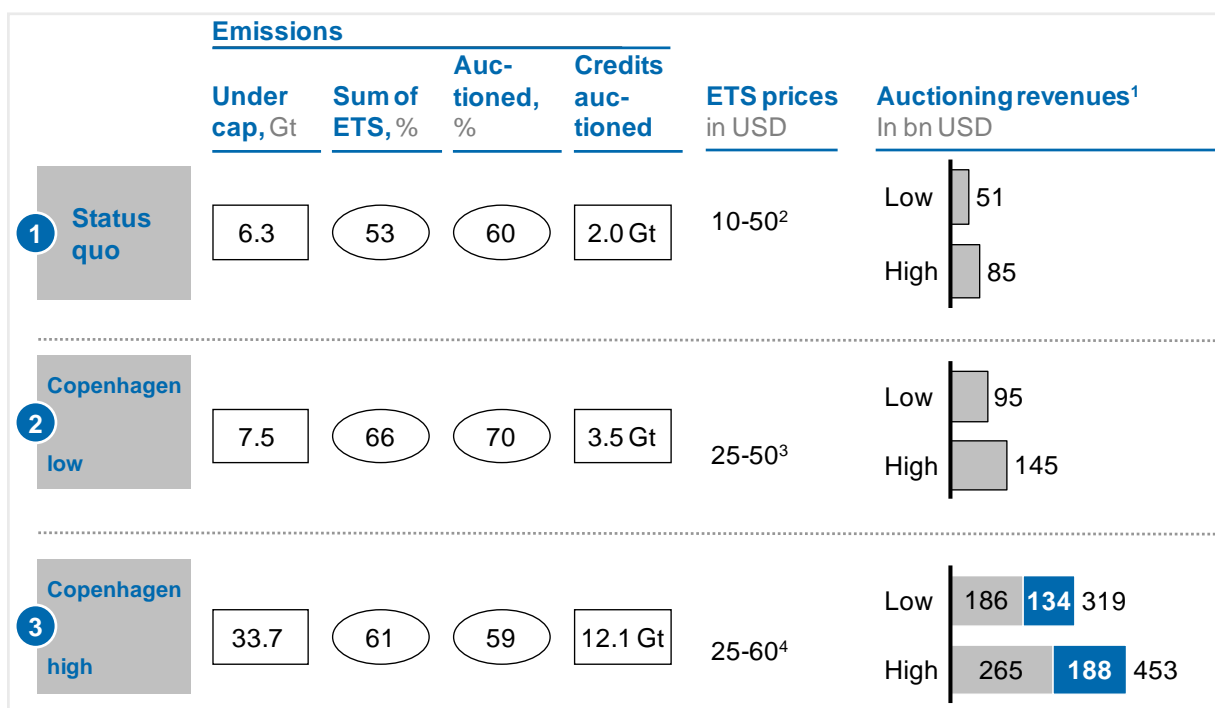 Emissions
Under cap, Gt
Sum of ETS, %
Auc-tioned, %
Credits auc-tioned
ETS prices in USD
Auctioning revenues¹ In bn USD
1 Status quo
6.3 53 60 2.0 Gt 10-50²
Low 51
High 85
2 Copenhagen low
7.5 66 70 3.5 Gt 25-50³
Low 95
High 145
3 Copenhagen high
33.7 61 59 12.1 Gt 25-60⁴
Low 186 134 319
High 265 188 453